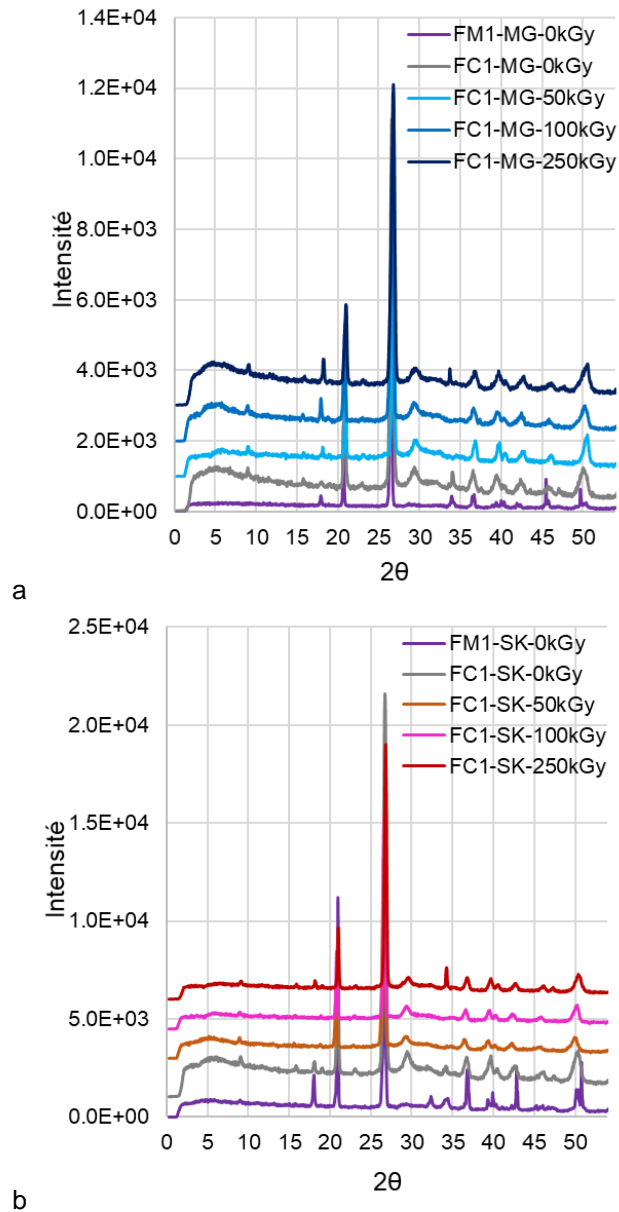 1.4E+04
1.2E+04
1.0E+04
8.0E+03
6.0E+03
4.0E+03
2.0E+03
0.0E+00
Intensité
FM1-MG-0kGy
FC1-MG-0kGy
FC1-MG-50kGy
FC1-MG-100kGy
FC1-MG-250kGy
0 5 10 15 20 25 30 35 40 45 50
2θ
a
2.5E+04
2.0E+04
1.5E+04
1.0E+04
5.0E+03
0.0E+00
Intensité
FM1-SK-0kGy
FC1-SK-0kGy
FC1-SK-50kGy
FC1-SK-100kGy
FC1-SK-250kGy
0 5 10 15 20 25 30 35 40 45 50
2θ
b